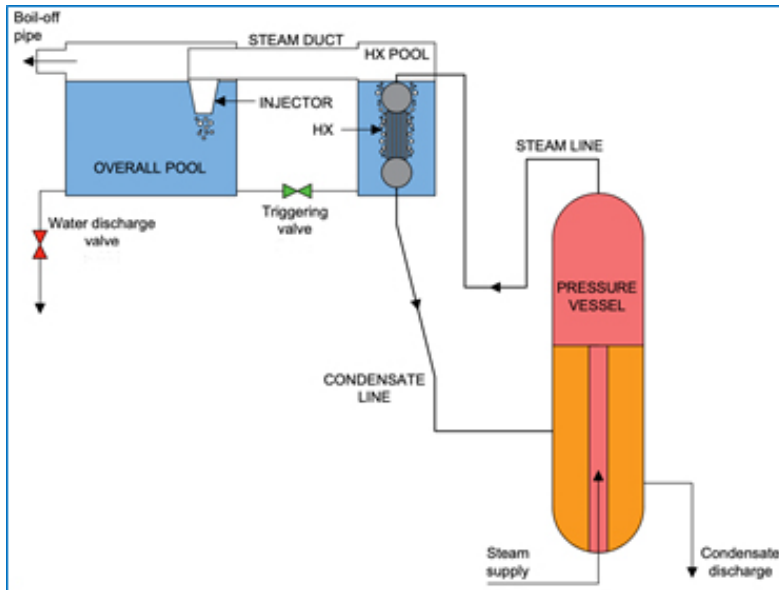 Boil-off
pipe
STEAM DUCT
HX POOL
INJECTOR
HX
OVERALL POOL
STEAM LINE
Triggering
valve
Water discharge
valve
PRESSURE
VESSEL
CONDENSATE
LINE
Steam
supply
Condensate
discharge